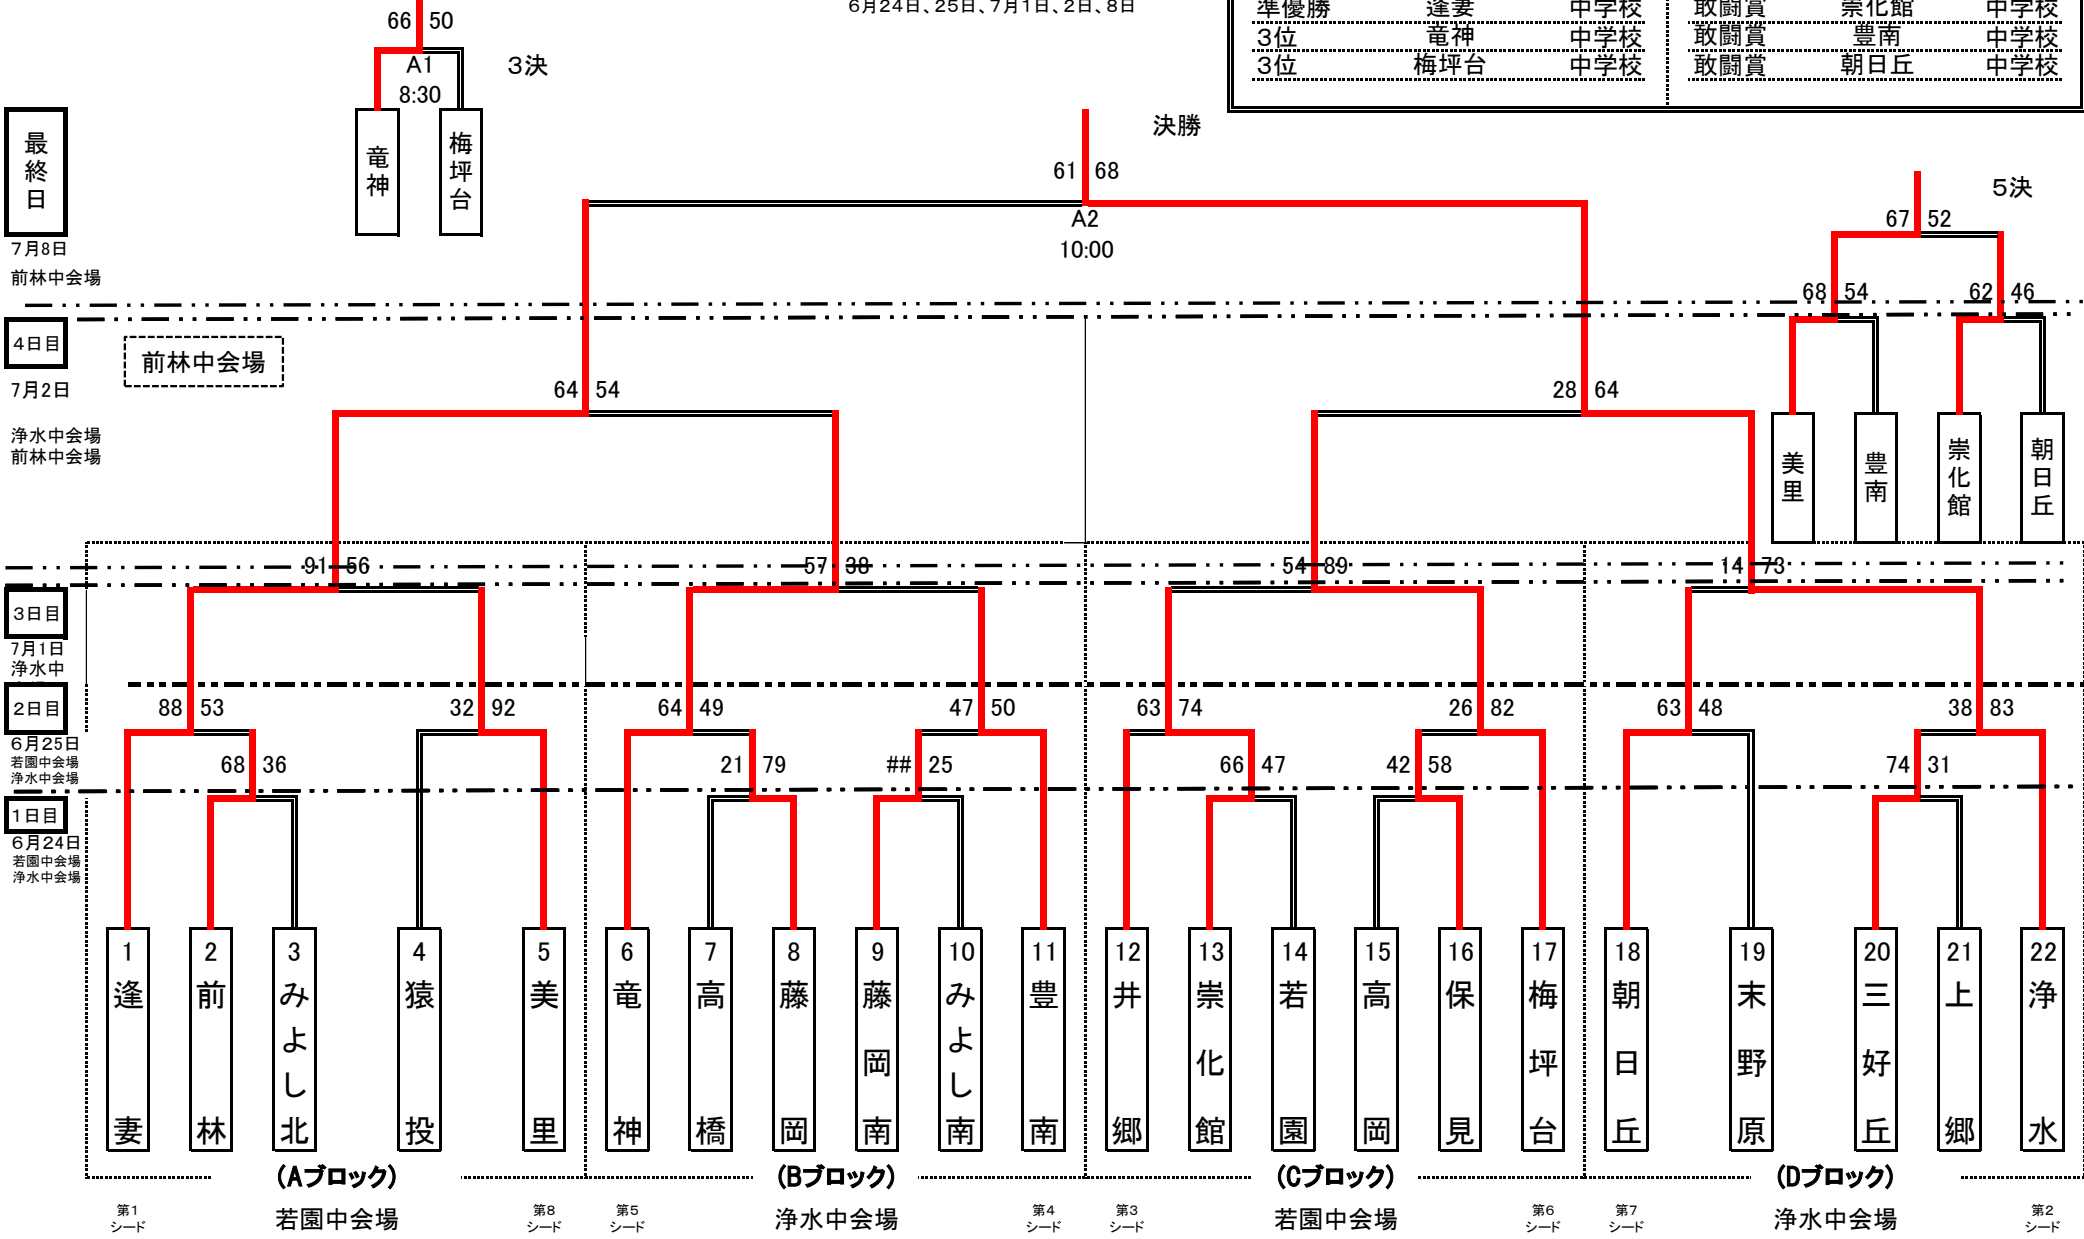 6月24日、25日、7月1日、2日、8日
準優勝 逢妻 中学校 敢闘賞 崇化館 中学校
3位 竜神 中学校 敢闘賞 豊南 中学校
3位 梅坪台 中学校 敢闘賞 朝日丘 中学校
66 50
A1
8:30
3決
竜神
梅坪台
最終日
7月8日
前林中会場
決勝
61 68
A2
10:00
5決
67 52
68 54
62 46
美里
豊南
崇化館
朝日丘
4日目
7月2日
浄水中会場
前林中会場
前林中会場
64 54
28 64
91 56
57 38
54 89
14 73
3日目
7月1日
浄水中
2日目
6月25日
若園中会場
浄水中会場
88 53
32 92
64 49
47 50
63 74
26 82
63 48
38 83
68 36
21 79
## 25
66 47
42 58
74 31
1日目
6月24日
若園中会場
浄水中会場
1 逢妻
2 前林
3 みよし北
4 猿投
5 美里
6 竜神
7 高橋
8 藤岡
9 藤岡南
10 みよし南
11 豊南
12 井郷
13 崇化館
14 若園
15 高岡
16 保見
17 梅坪台
18 朝日丘
19 末野原
20 三好丘
21 上郷
22 浄水
(Aブロック)
(Bブロック)
(Cブロック)
(Dブロック)
第1シード
若園中会場
第8シード
第5シード
浄水中会場
第4シード
第3シード
若園中会場
第6シード
第7シード
浄水中会場
第2シード